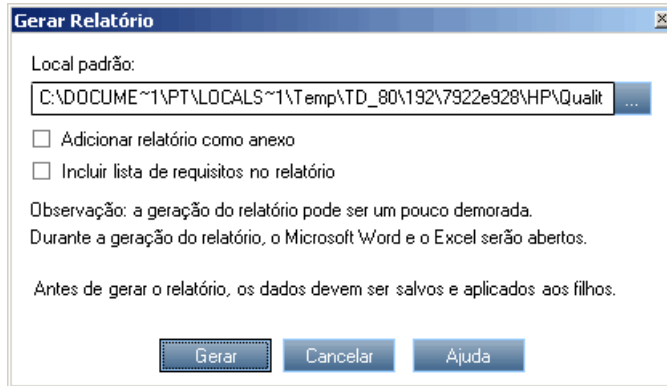 Gerar Relatório
Local padrão:
C:\DOCUME~1\PT\LOCALS~1\Temp\TD_80\192\7922e928\HP\Qualit ...
Adicionar relatório como anexo
Incluir lista de requisitos no relatório
Observação: a geração do relatório pode ser um pouco demorada.
Durante a geração do relatório, o Microsoft Word e o Excel serão abertos.
Antes de gerar o relatório, os dados devem ser salvos e aplicados aos filhos.
Gerar Cancelar Ajuda